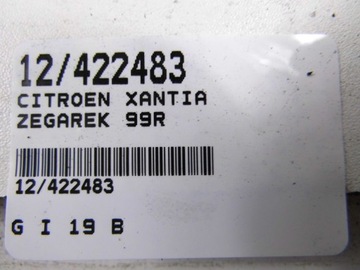 12/422483
CITROEN XANTIA
ZEGAREK 99R
12/422483
G I 19 B